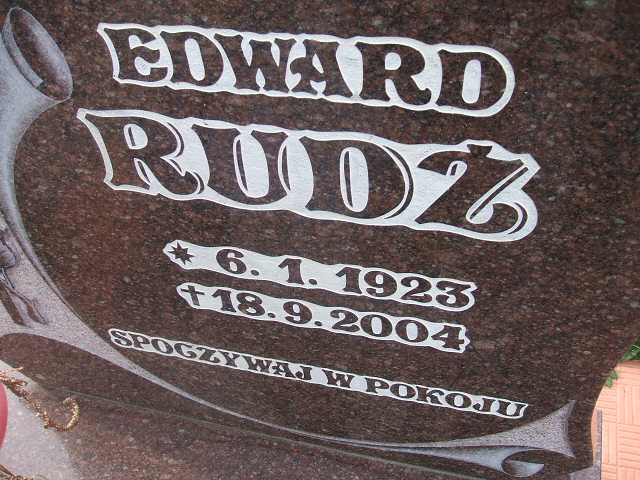 EDWARD
RUDŻ
* 6. 1. 1923
† 18. 9. 2004
SPOCZYWAJ W POKOJU